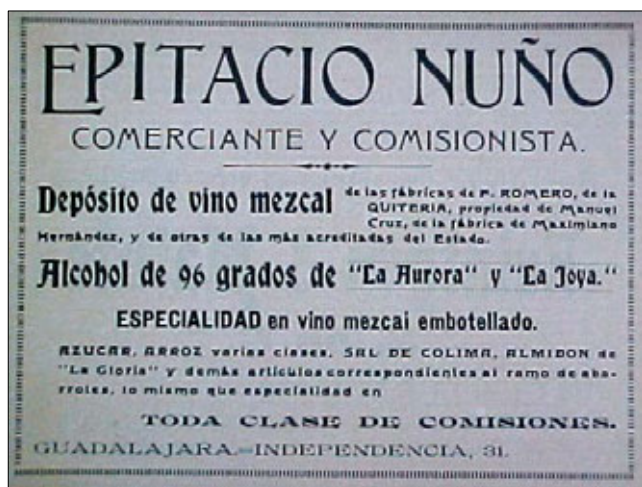 EPITACIO NUÑO
COMERCIANTE Y COMISIONISTA.
Depósito de vino mezcal de las fábricas de P. ROMERO, de la
QUITERIA, propiedad de Manuel
Cruz, de la fábrica de Maximiano
Hernández, y de otras de las más acreditadas del Estado.
Alcohol de 96 grados de "La Aurora" y "La Joya."
ESPECIALIDAD en vino mezcal embotellado.
AZUCAR, ARROZ varias clases, SAL DE COLIMA, ALMIDON de
"La Gloria" y demás artículos correspondientes al ramo de aba-
rrotes, lo mismo que especialidad en
TODA CLASE DE COMISIONES.
GUADALAJARA.—INDEPENDENCIA, 31.